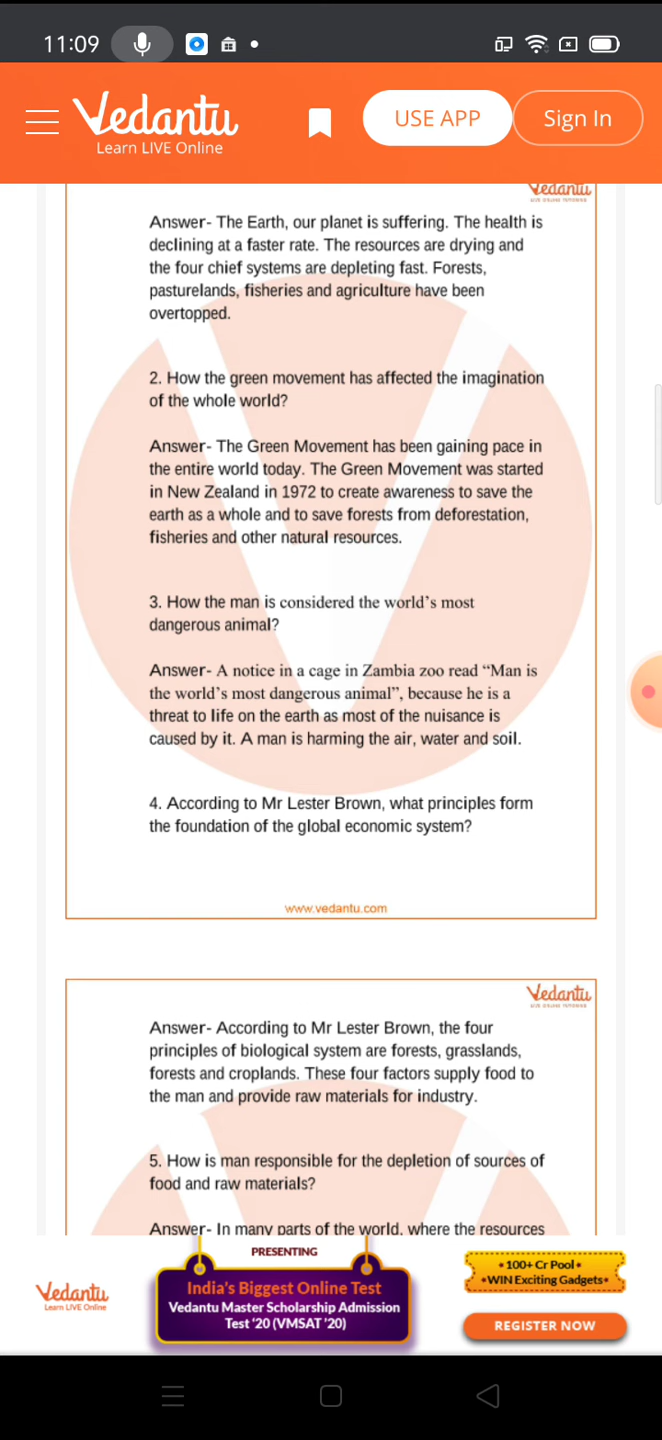 11:09
Vedantu
Learn LIVE Online
USE APP
Sign In
Vedantu
LIVE ONLINE TUTORING
Answer- The Earth, our planet is suffering. The health is
declining at a faster rate. The resources are drying and
the four chief systems are depleting fast. Forests,
pasturelands, fisheries and agriculture have been
overtopped.
2. How the green movement has affected the imagination
of the whole world?
Answer- The Green Movement has been gaining pace in
the entire world today. The Green Movement was started
in New Zealand in 1972 to create awareness to save the
earth as a whole and to save forests from deforestation,
fisheries and other natural resources.
3. How the man is considered the world’s most
dangerous animal?
Answer- A notice in a cage in Zambia zoo read “Man is
the world’s most dangerous animal”, because he is a
threat to life on the earth as most of the nuisance is
caused by it. A man is harming the air, water and soil.
4. According to Mr Lester Brown, what principles form
the foundation of the global economic system?
www.vedantu.com
Vedantu
LIVE ONLINE TUTORING
Answer- According to Mr Lester Brown, the four
principles of biological system are forests, grasslands,
forests and croplands. These four factors supply food to
the man and provide raw materials for industry.
5. How is man responsible for the depletion of sources of
food and raw materials?
Answer- In many parts of the world, where the resources
Vedantu
Learn LIVE Online
PRESENTING
India's Biggest Online Test
Vedantu Master Scholarship Admission
Test '20 (VMSAT '20)
• 100+ Cr Pool •
•WIN Exciting Gadgets•
REGISTER NOW